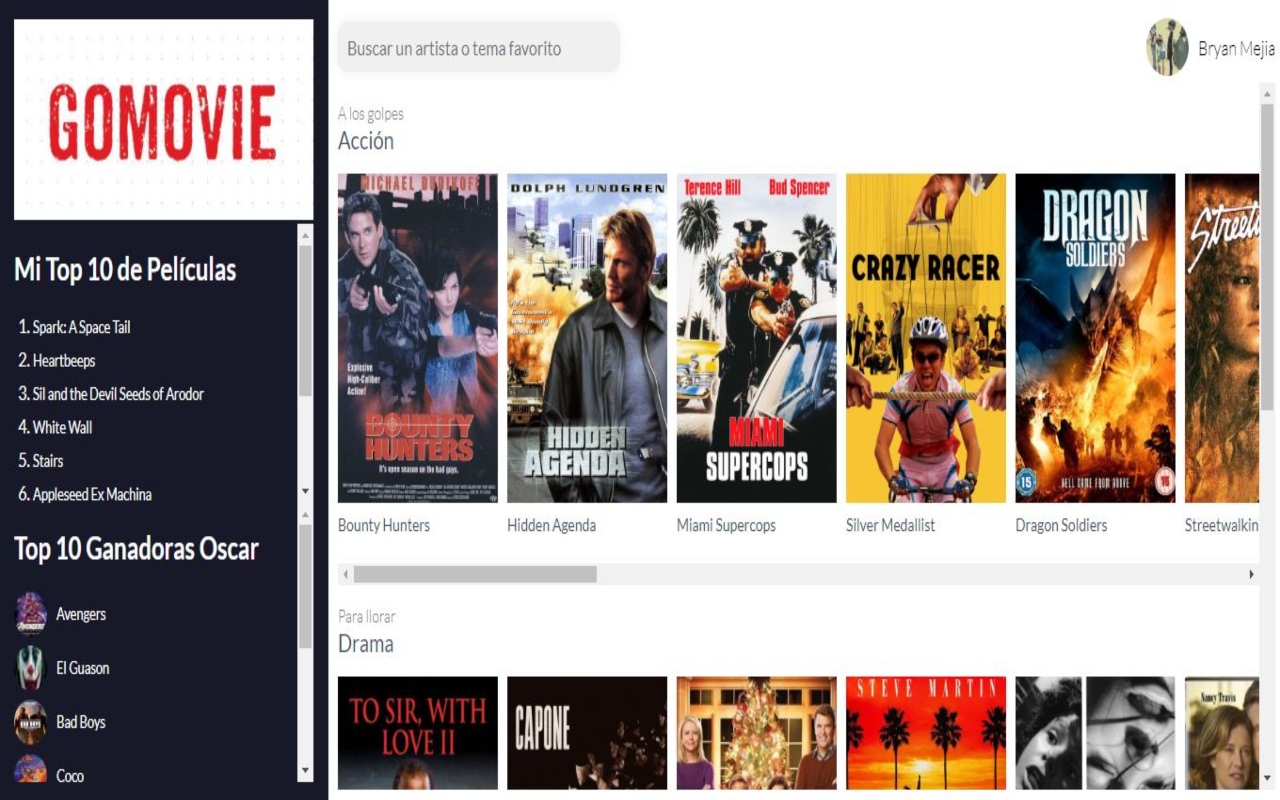 GOMOVIE
Mi Top 10 de Películas
1. Spark: A Space Tail
2. Heartbeeps
3. Sil and the Devil Seeds of Arodor
4. White Wall
5. Stairs
6. Appleseed Ex Machina
Top 10 Ganadoras Oscar
Avengers
El Guason
Bad Boys
Coco
Buscar un artista o tema favorito
Bryan Mejia
A los golpes
Acción
MICHAEL DUDIKOFF
Explosive
High-Caliber
Action!
BOUNTY
HUNTERS
It's open season on the bad guys.
DOLPH LUNDGREN
HIDDEN
AGENDA
Terence Hill Bud Spencer
MIAMI
SUPERCOPS
CRAZY RACER
DRAGON
SOLDIERS
15
HELL CAME FROM ABOVE
15
Bounty Hunters
Hidden Agenda
Miami Supercops
Silver Medallist
Dragon Soldiers
Streetwalkin
Para llorar
Drama
TO SIR, WITH
LOVE II
CAPONE
STEVE MARTIN
Nancy Travis